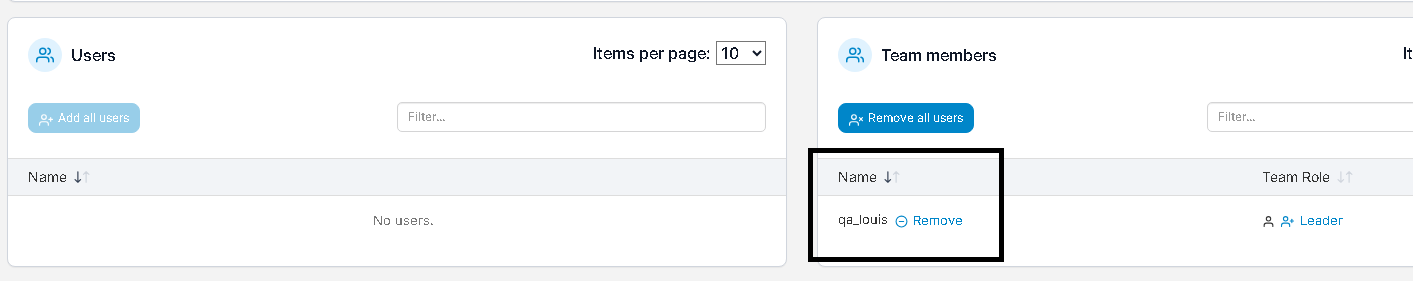 Users
Items per page: 10
Add all users
Filter...
Name
No users.
Team members
It
Remove all users
Filter...
Name
Team Role
qa_louis Remove
Leader